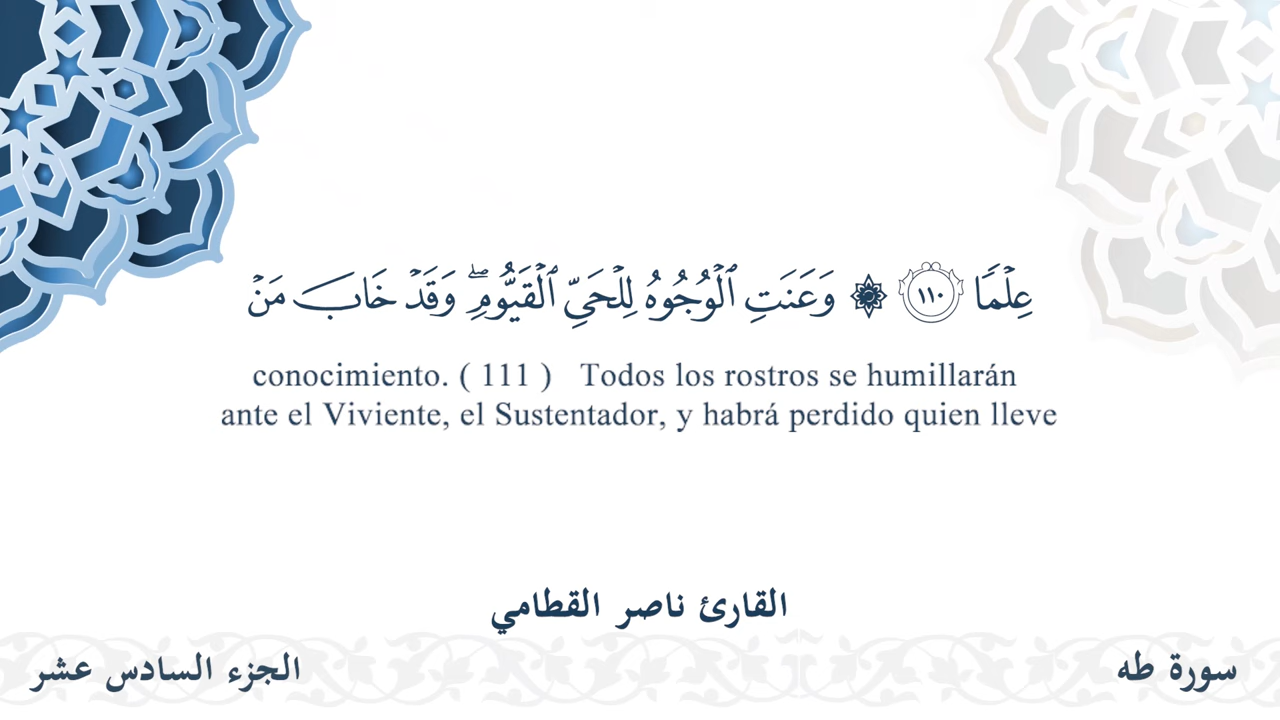 عِلْمًا ١١٠ ۞ وَعَنَتِ ٱلْوُجُوهُ لِلْحَيِّ ٱلْقَيُّومِ ۖ وَقَدْ خَابَ مَنْ
conocimiento. ( 111 ) Todos los rostros se humillarán
ante el Viviente, el Sustentador, y habrá perdido quien lleve
القارئ ناصر القطامي
سورة طه
الجزء السادس عشر